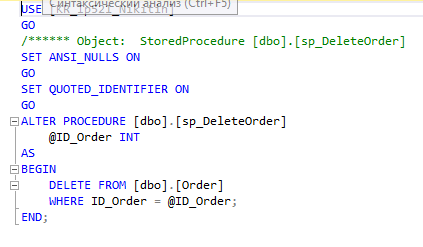 Синтаксический анализ (Ctrl+F5)
USE [KR_ip521_Nikitin]
GO
/****** Object:  StoredProcedure [dbo].[sp_DeleteOrder]
SET ANSI_NULLS ON
GO
SET QUOTED_IDENTIFIER ON
GO
ALTER PROCEDURE [dbo].[sp_DeleteOrder]
    @ID_Order INT
AS
BEGIN
    DELETE FROM [dbo].[Order]
    WHERE ID_Order = @ID_Order;
END;